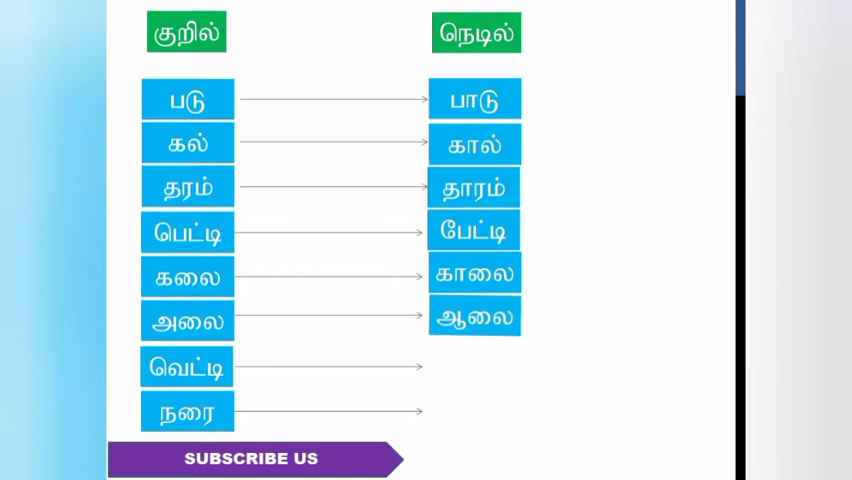 குறில் நெடில்
படு பாடு
கல் கால்
தரம் தாரம்
பெட்டி பேட்டி
கலை காலை
அலை ஆலை
வெட்டி
நரை
SUBSCRIBE US